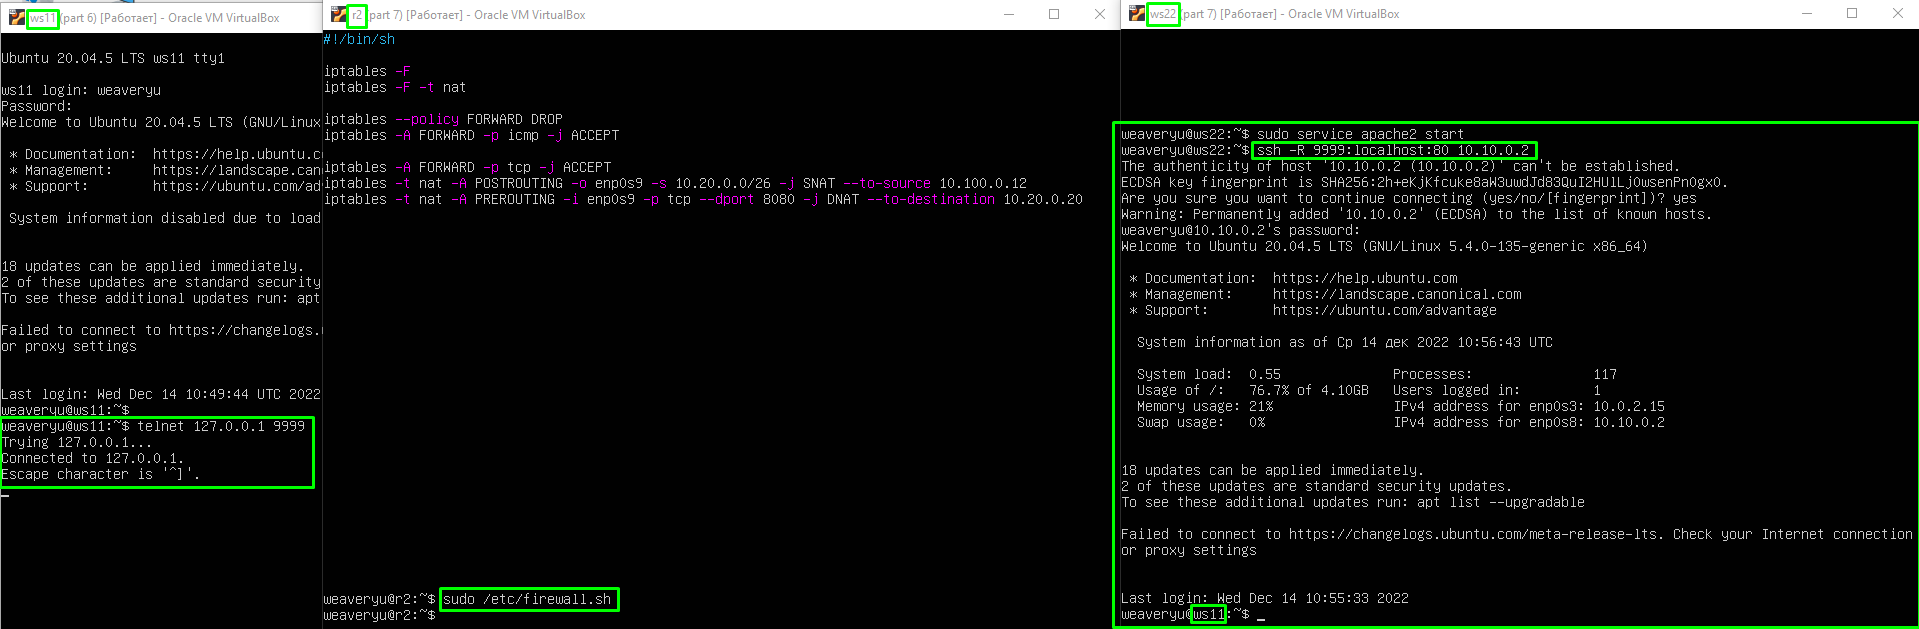 ws11 (part 6) [Работает] - Oracle VM VirtualBox
Ubuntu 20.04.5 LTS ws11 tty1
ws11 login: weaveryu
Password:
Welcome to Ubuntu 20.04.5 LTS (GNU/Linux
* Documentation:  https://help.ubuntu.c
* Management:     https://landscape.can
* Support:        https://ubuntu.com/ad
System information disabled due to load
18 updates can be applied immediately.
2 of these updates are standard security
To see these additional updates run: apt
Failed to connect to https://changelogs.
or proxy settings
Last login: Wed Dec 14 10:49:44 UTC 2022
weaveryu@ws11:~$
weaveryu@ws11:~$ telnet 127.0.0.1 9999
Trying 127.0.0.1...
Connected to 127.0.0.1.
Escape character is '^]'.
r2 (part 7) [Работает] - Oracle VM VirtualBox
#!/bin/sh
iptables -F
iptables -F -t nat
iptables --policy FORWARD DROP
iptables -A FORWARD -p icmp -j ACCEPT
iptables -A FORWARD -p tcp -j ACCEPT
iptables -t nat -A POSTROUTING -o enp0s9 -s 10.20.0.0/26 -j SNAT --to-source 10.100.0.12
iptables -t nat -A PREROUTING -i enp0s9 -p tcp --dport 8080 -j DNAT --to-destination 10.20.0.20
weaveryu@r2:~$ sudo /etc/firewall.sh
weaveryu@r2:~$
ws22 (part 7) [Работает] - Oracle VM VirtualBox
weaveryu@ws22:~$ sudo service apache2 start
weaveryu@ws22:~$ ssh -R 9999:localhost:80 10.10.0.2
The authenticity of host '10.10.0.2 (10.10.0.2)' can't be established.
ECDSA key fingerprint is SHA256:2h+eKjKfcuke8aW3uwdJd83QuI2HUlLj0wsenPn0gx0.
Are you sure you want to continue connecting (yes/no/[fingerprint])? yes
Warning: Permanently added '10.10.0.2' (ECDSA) to the list of known hosts.
weaveryu@10.10.0.2's password:
Welcome to Ubuntu 20.04.5 LTS (GNU/Linux 5.4.0-135-generic x86_64)
* Documentation:  https://help.ubuntu.com
* Management:     https://landscape.canonical.com
* Support:        https://ubuntu.com/advantage
System information as of Ср 14 дек 2022 10:56:43 UTC
System load:  0.55             Processes:               117
Usage of /:   76.7% of 4.10GB   Users logged in:         1
Memory usage: 21%               IPv4 address for enp0s3: 10.0.2.15
Swap usage:   0%                IPv4 address for enp0s8: 10.10.0.2
18 updates can be applied immediately.
2 of these updates are standard security updates.
To see these additional updates run: apt list --upgradable
Failed to connect to https://changelogs.ubuntu.com/meta-release-lts. Check your Internet connection
or proxy settings
Last login: Wed Dec 14 10:55:33 2022
weaveryu@ws11:~$ _